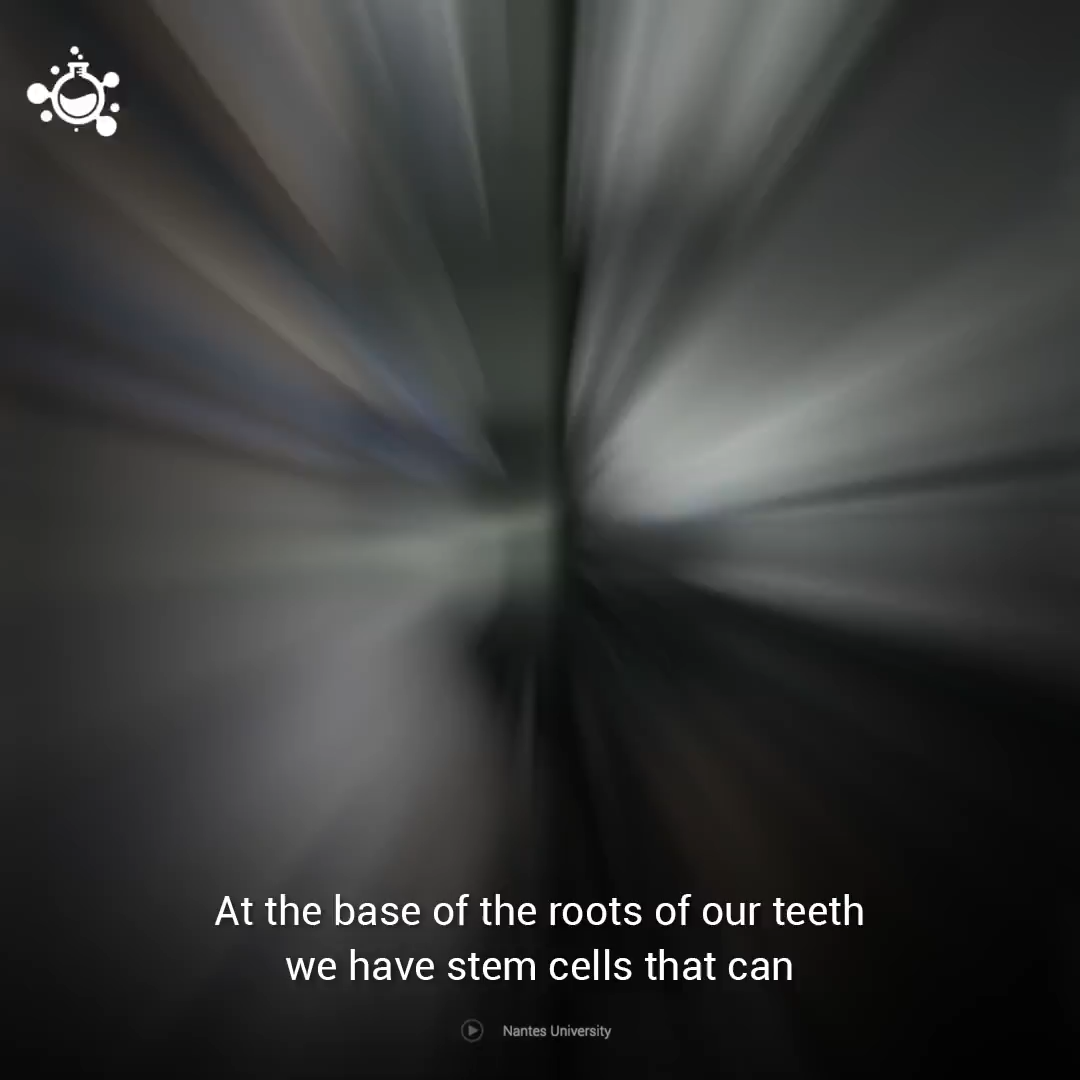 At the base of the roots of our teeth
we have stem cells that can
Nantes University